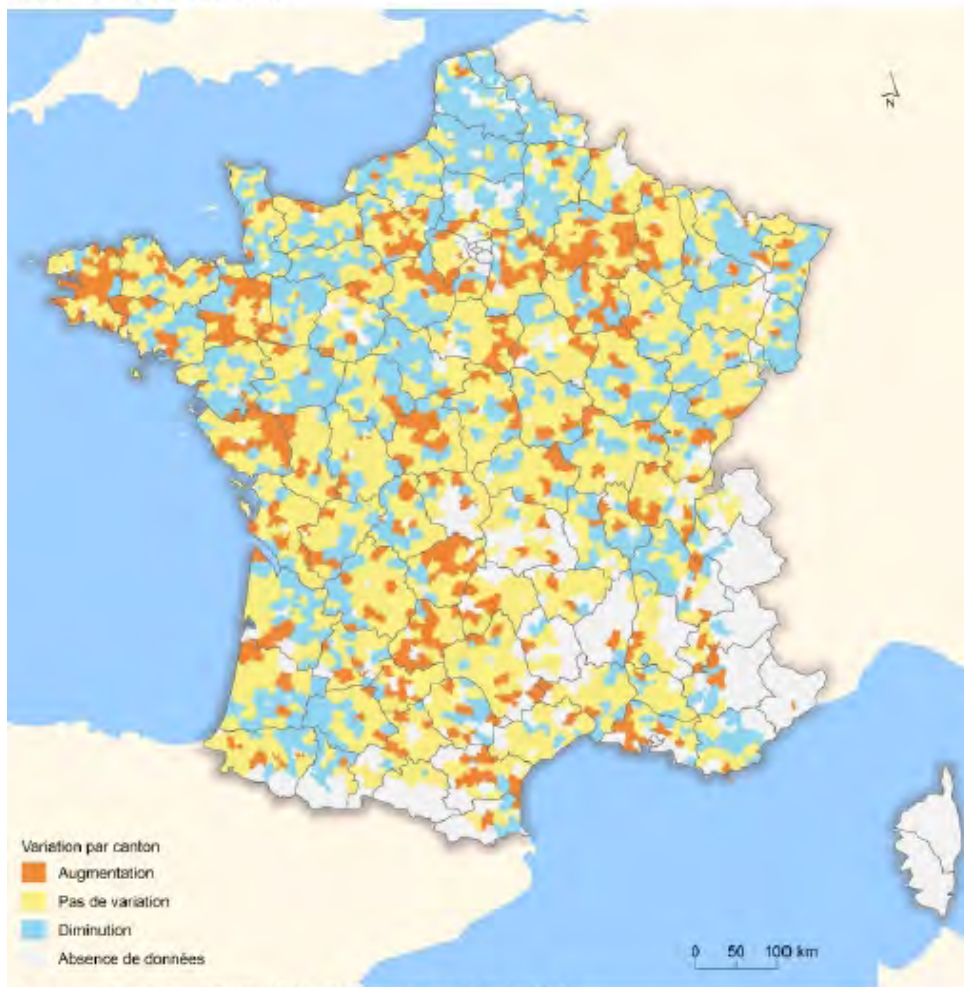 N
Variation par canton
Augmentation
Pas de variation
Diminution
Absence de données
0 50 100 km